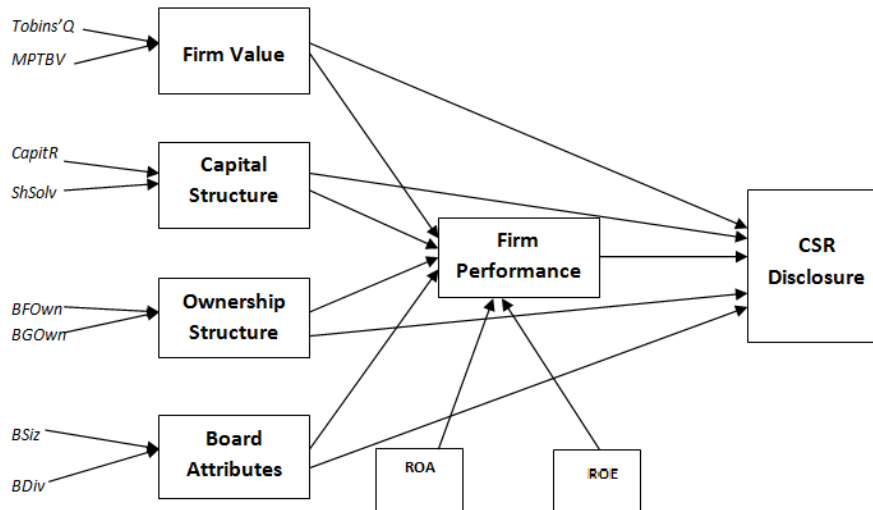 Tobins'Q
MPTBV
Firm Value
CapitR
ShSolv
Capital
Structure
Firm
Performance
CSR
Disclosure
BFOwn
BGOwn
Ownership
Structure
BSiz
BDiv
Board
Attributes
ROA
ROE